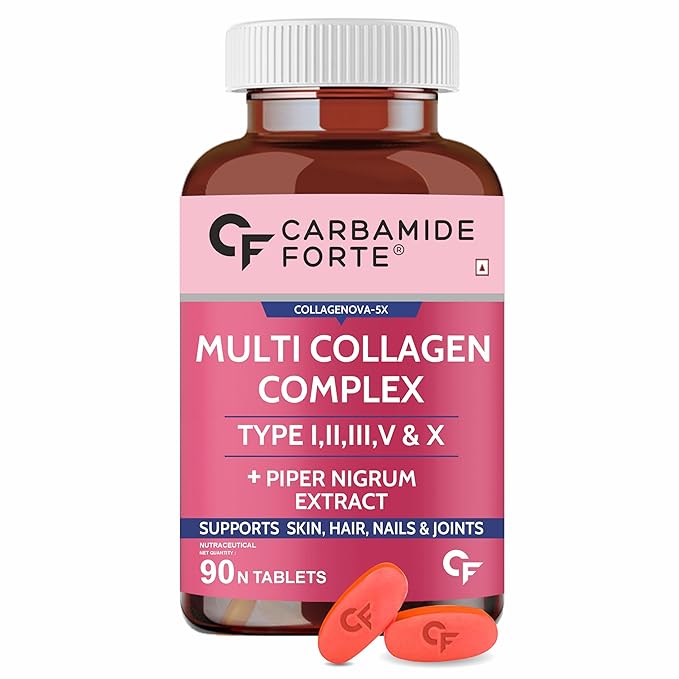 CF CARBAMIDE
FORTE®
COLLAGENOVA-5X
MULTI COLLAGEN
COMPLEX
TYPE I,II,III,V & X
+ PIPER NIGRUM
EXTRACT
SUPPORTS SKIN, HAIR, NAILS & JOINTS
NUTRACEUTICAL
NET QUANTITY :
90 N TABLETS
CF
CF
CF